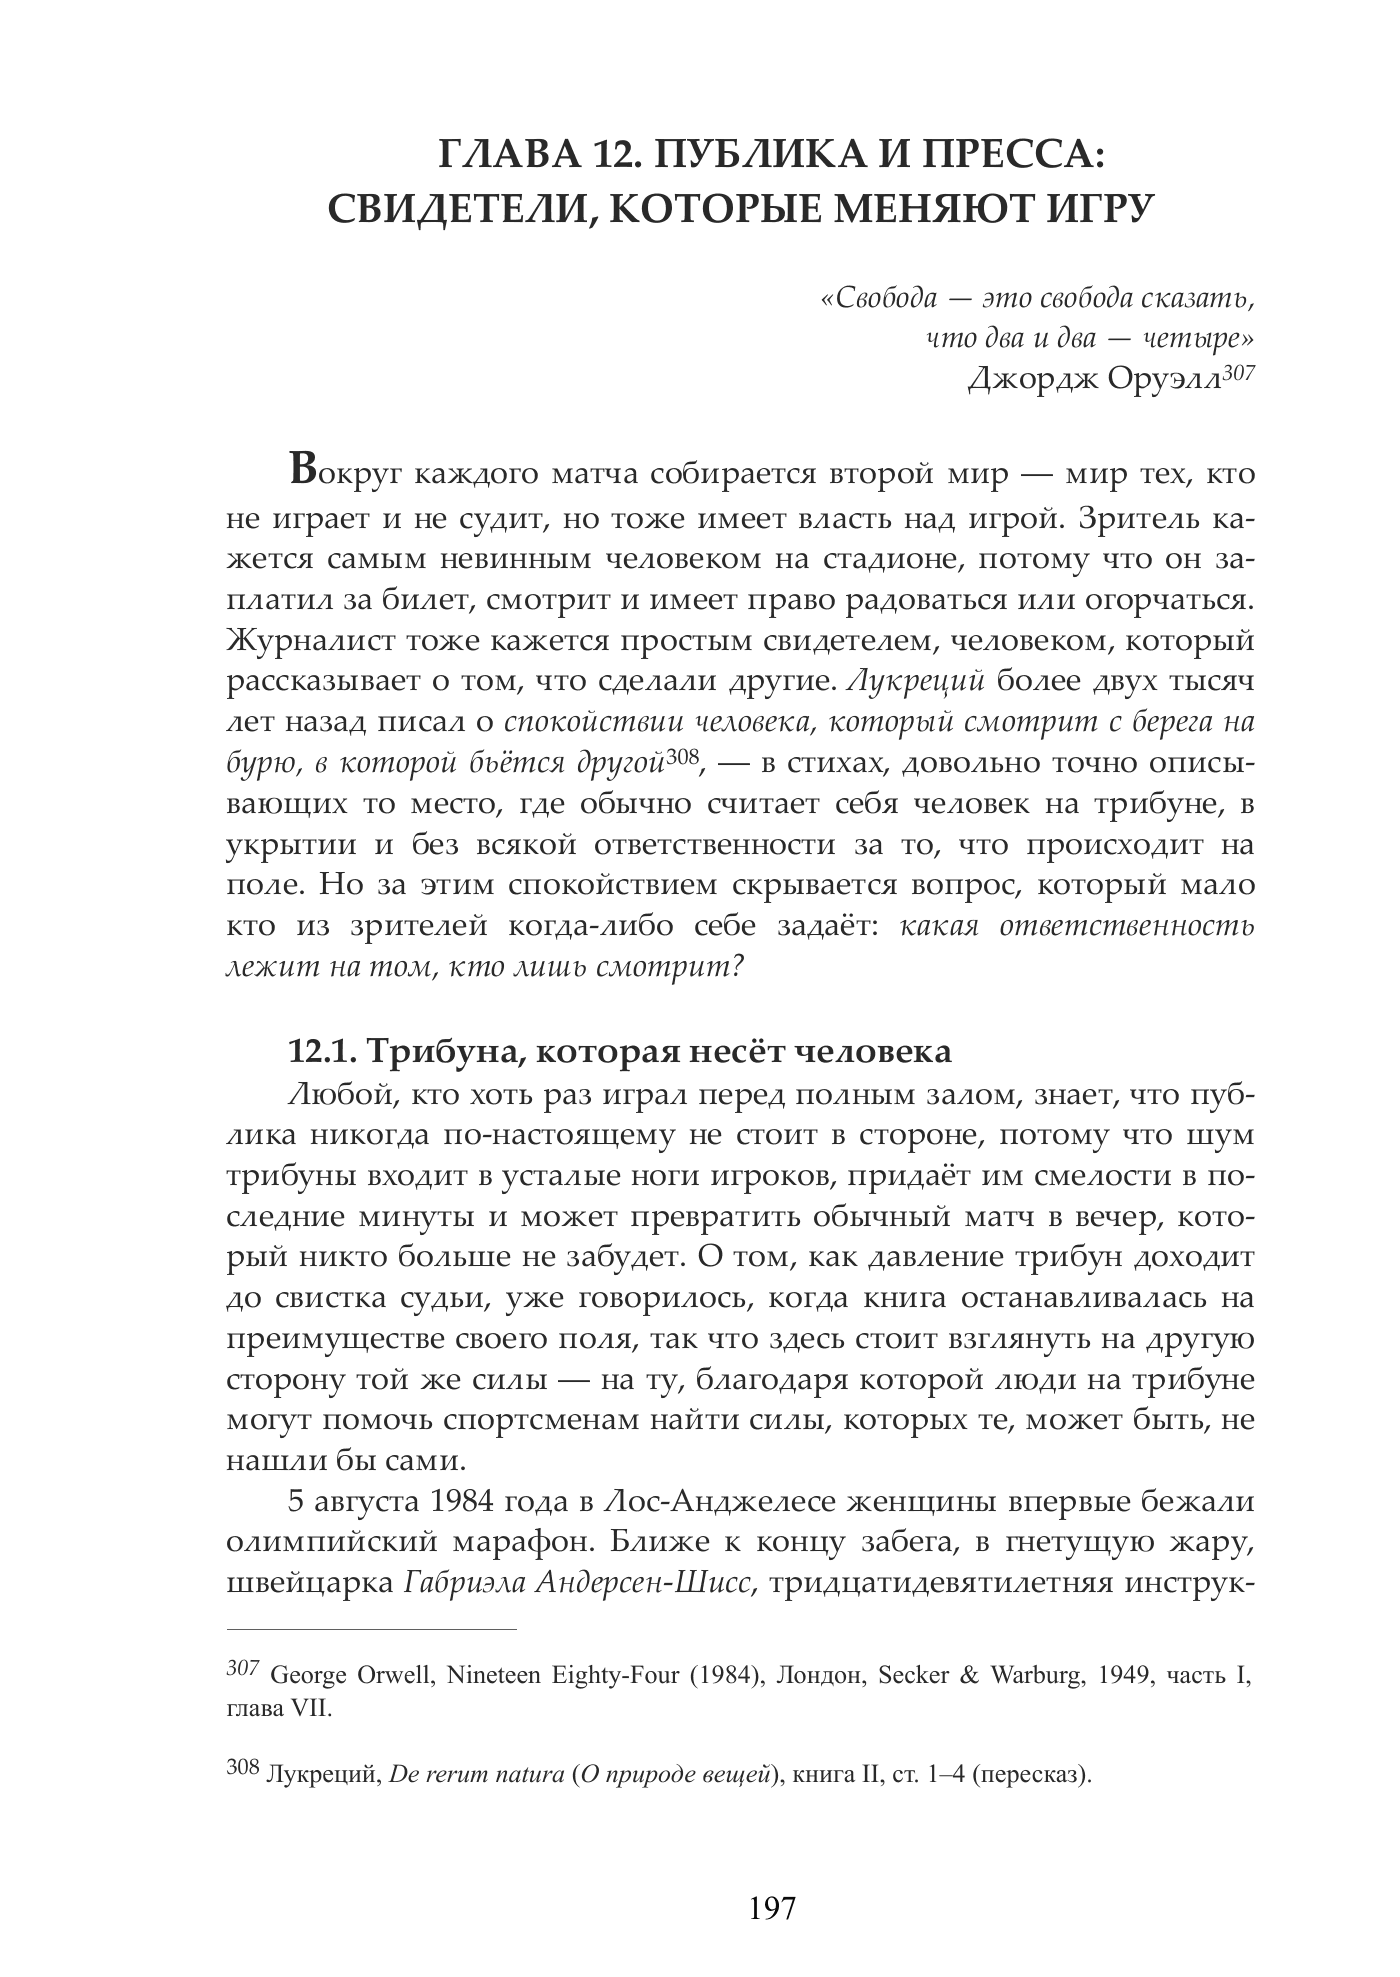 ГЛАВА 12. ПУБЛИКА И ПРЕССА:
СВИДЕТЕЛИ, КОТОРЫЕ МЕНЯЮТ ИГРУ
«Свобода — это свобода сказать,
что два и два — четыре»
Джордж Оруэлл307
Вокруг каждого матча собирается второй мир — мир тех, кто
не играет и не судит, но тоже имеет власть над игрой. Зритель ка-
жется самым невинным человеком на стадионе, потому что он за-
платил за билет, смотрит и имеет право радоваться или огорчаться.
Журналист тоже кажется простым свидетелем, человеком, который
рассказывает о том, что сделали другие. Лукреций более двух тысяч
лет назад писал о спокойствии человека, который смотрит с берега на
бурю, в которой бьётся другой308, — в стихах, довольно точно описы-
вающих то место, где обычно считает себя человек на трибуне, в
укрытии и без всякой ответственности за то, что происходит на
поле. Но за этим спокойствием скрывается вопрос, который мало
кто из зрителей когда-либо себе задаёт: какая ответственность
лежит на том, кто лишь смотрит?
12.1. Трибуна, которая несёт человека
Любой, кто хоть раз играл перед полным залом, знает, что пуб-
лика никогда по-настоящему не стоит в стороне, потому что шум
трибуны входит в усталые ноги игроков, придаёт им смелости в по-
следние минуты и может превратить обычный матч в вечер, кото-
рый никто больше не забудет. О том, как давление трибун доходит
до свистка судьи, уже говорилось, когда книга останавливалась на
преимуществе своего поля, так что здесь стоит взглянуть на другую
сторону той же силы — на ту, благодаря которой люди на трибуне
могут помочь спортсменам найти силы, которых те, может быть, не
нашли бы сами.
5 августа 1984 года в Лос-Анджелесе женщины впервые бежали
олимпийский марафон. Ближе к концу забега, в гнетущую жару,
швейцарка Габриэла Андерсен-Шисс, тридцатидевятилетняя инструк-
307 George Orwell, Nineteen Eighty-Four (1984), Лондон, Secker & Warburg, 1949, часть I,
глава VII.
308 Лукреций, De rerum natura (О природе вещей), книга II, ст. 1–4 (пересказ).
197